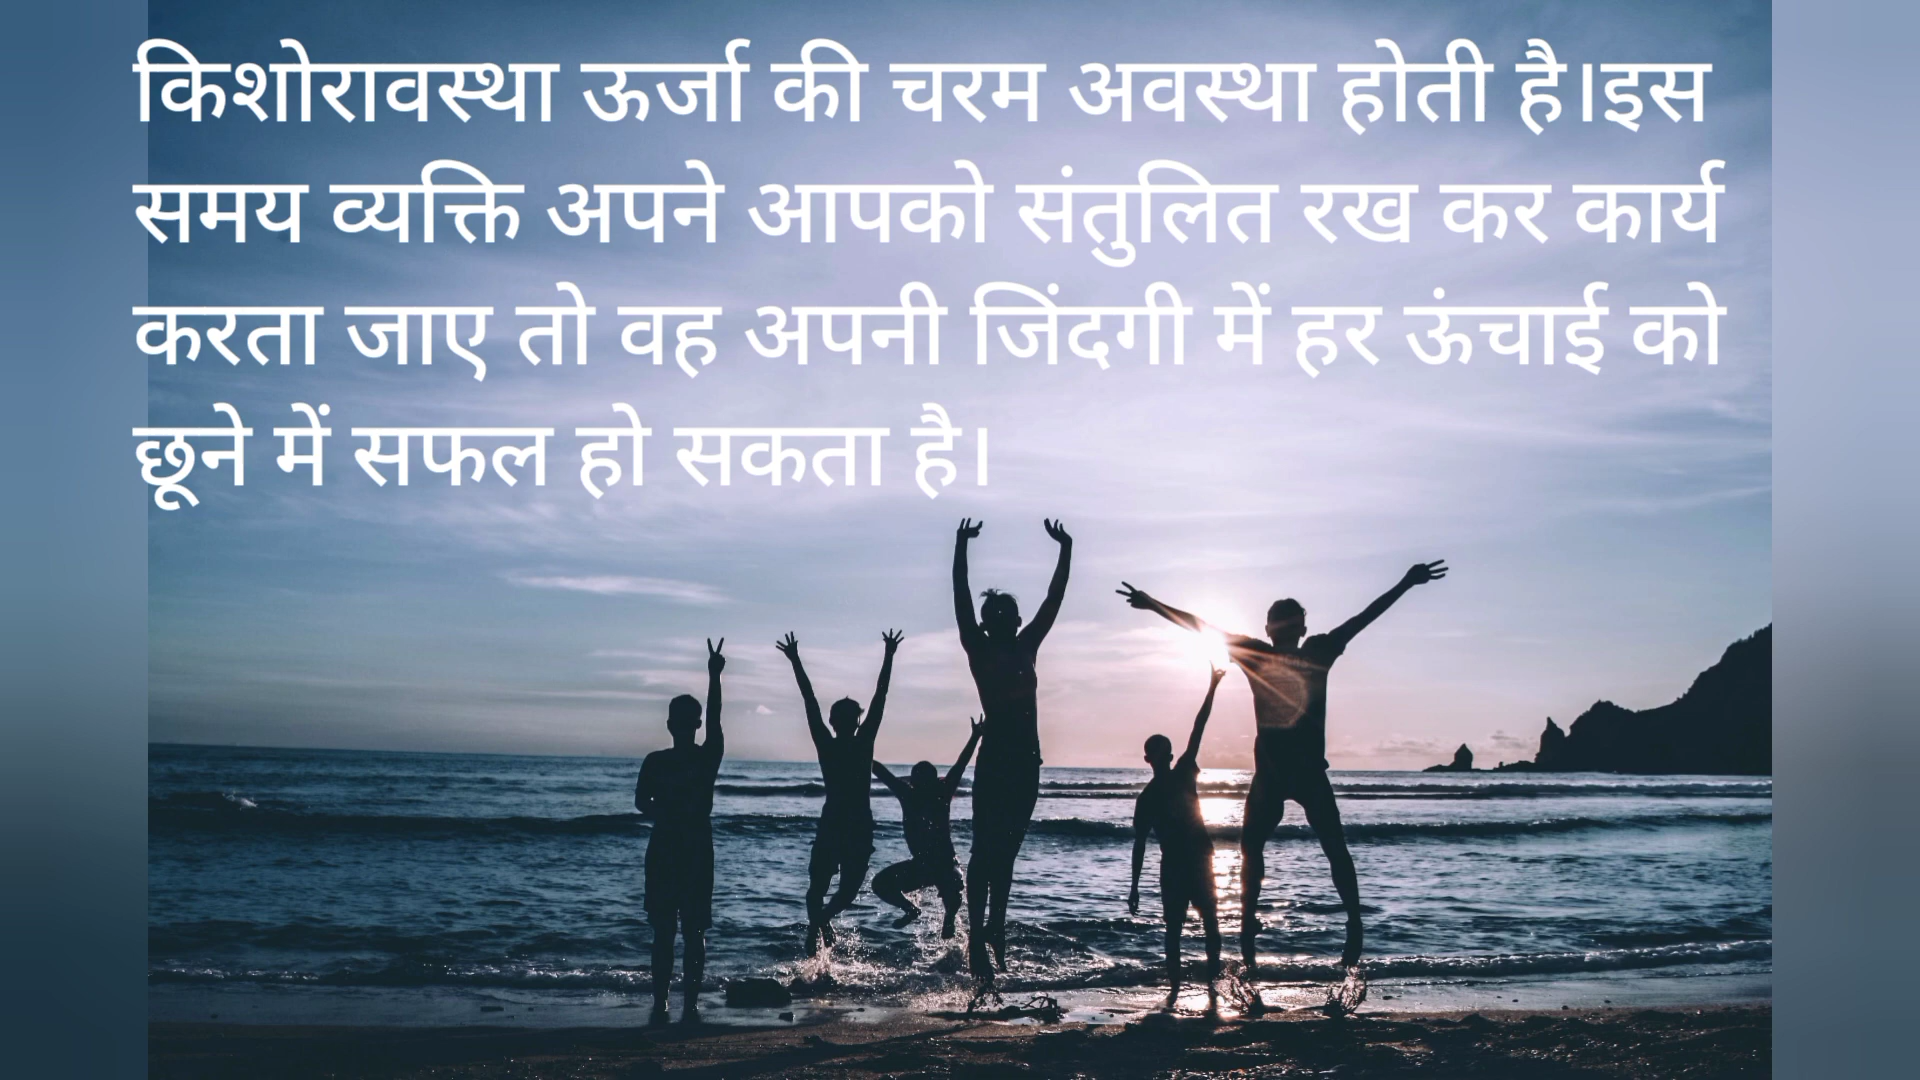 किशोरावस्था ऊर्जा की चरम अवस्था होती है।इस
समय व्यक्ति अपने आपको संतुलित रख कर कार्य
करता जाए तो वह अपनी जिंदगी में हर ऊंचाई को
छूने में सफल हो सकता है।